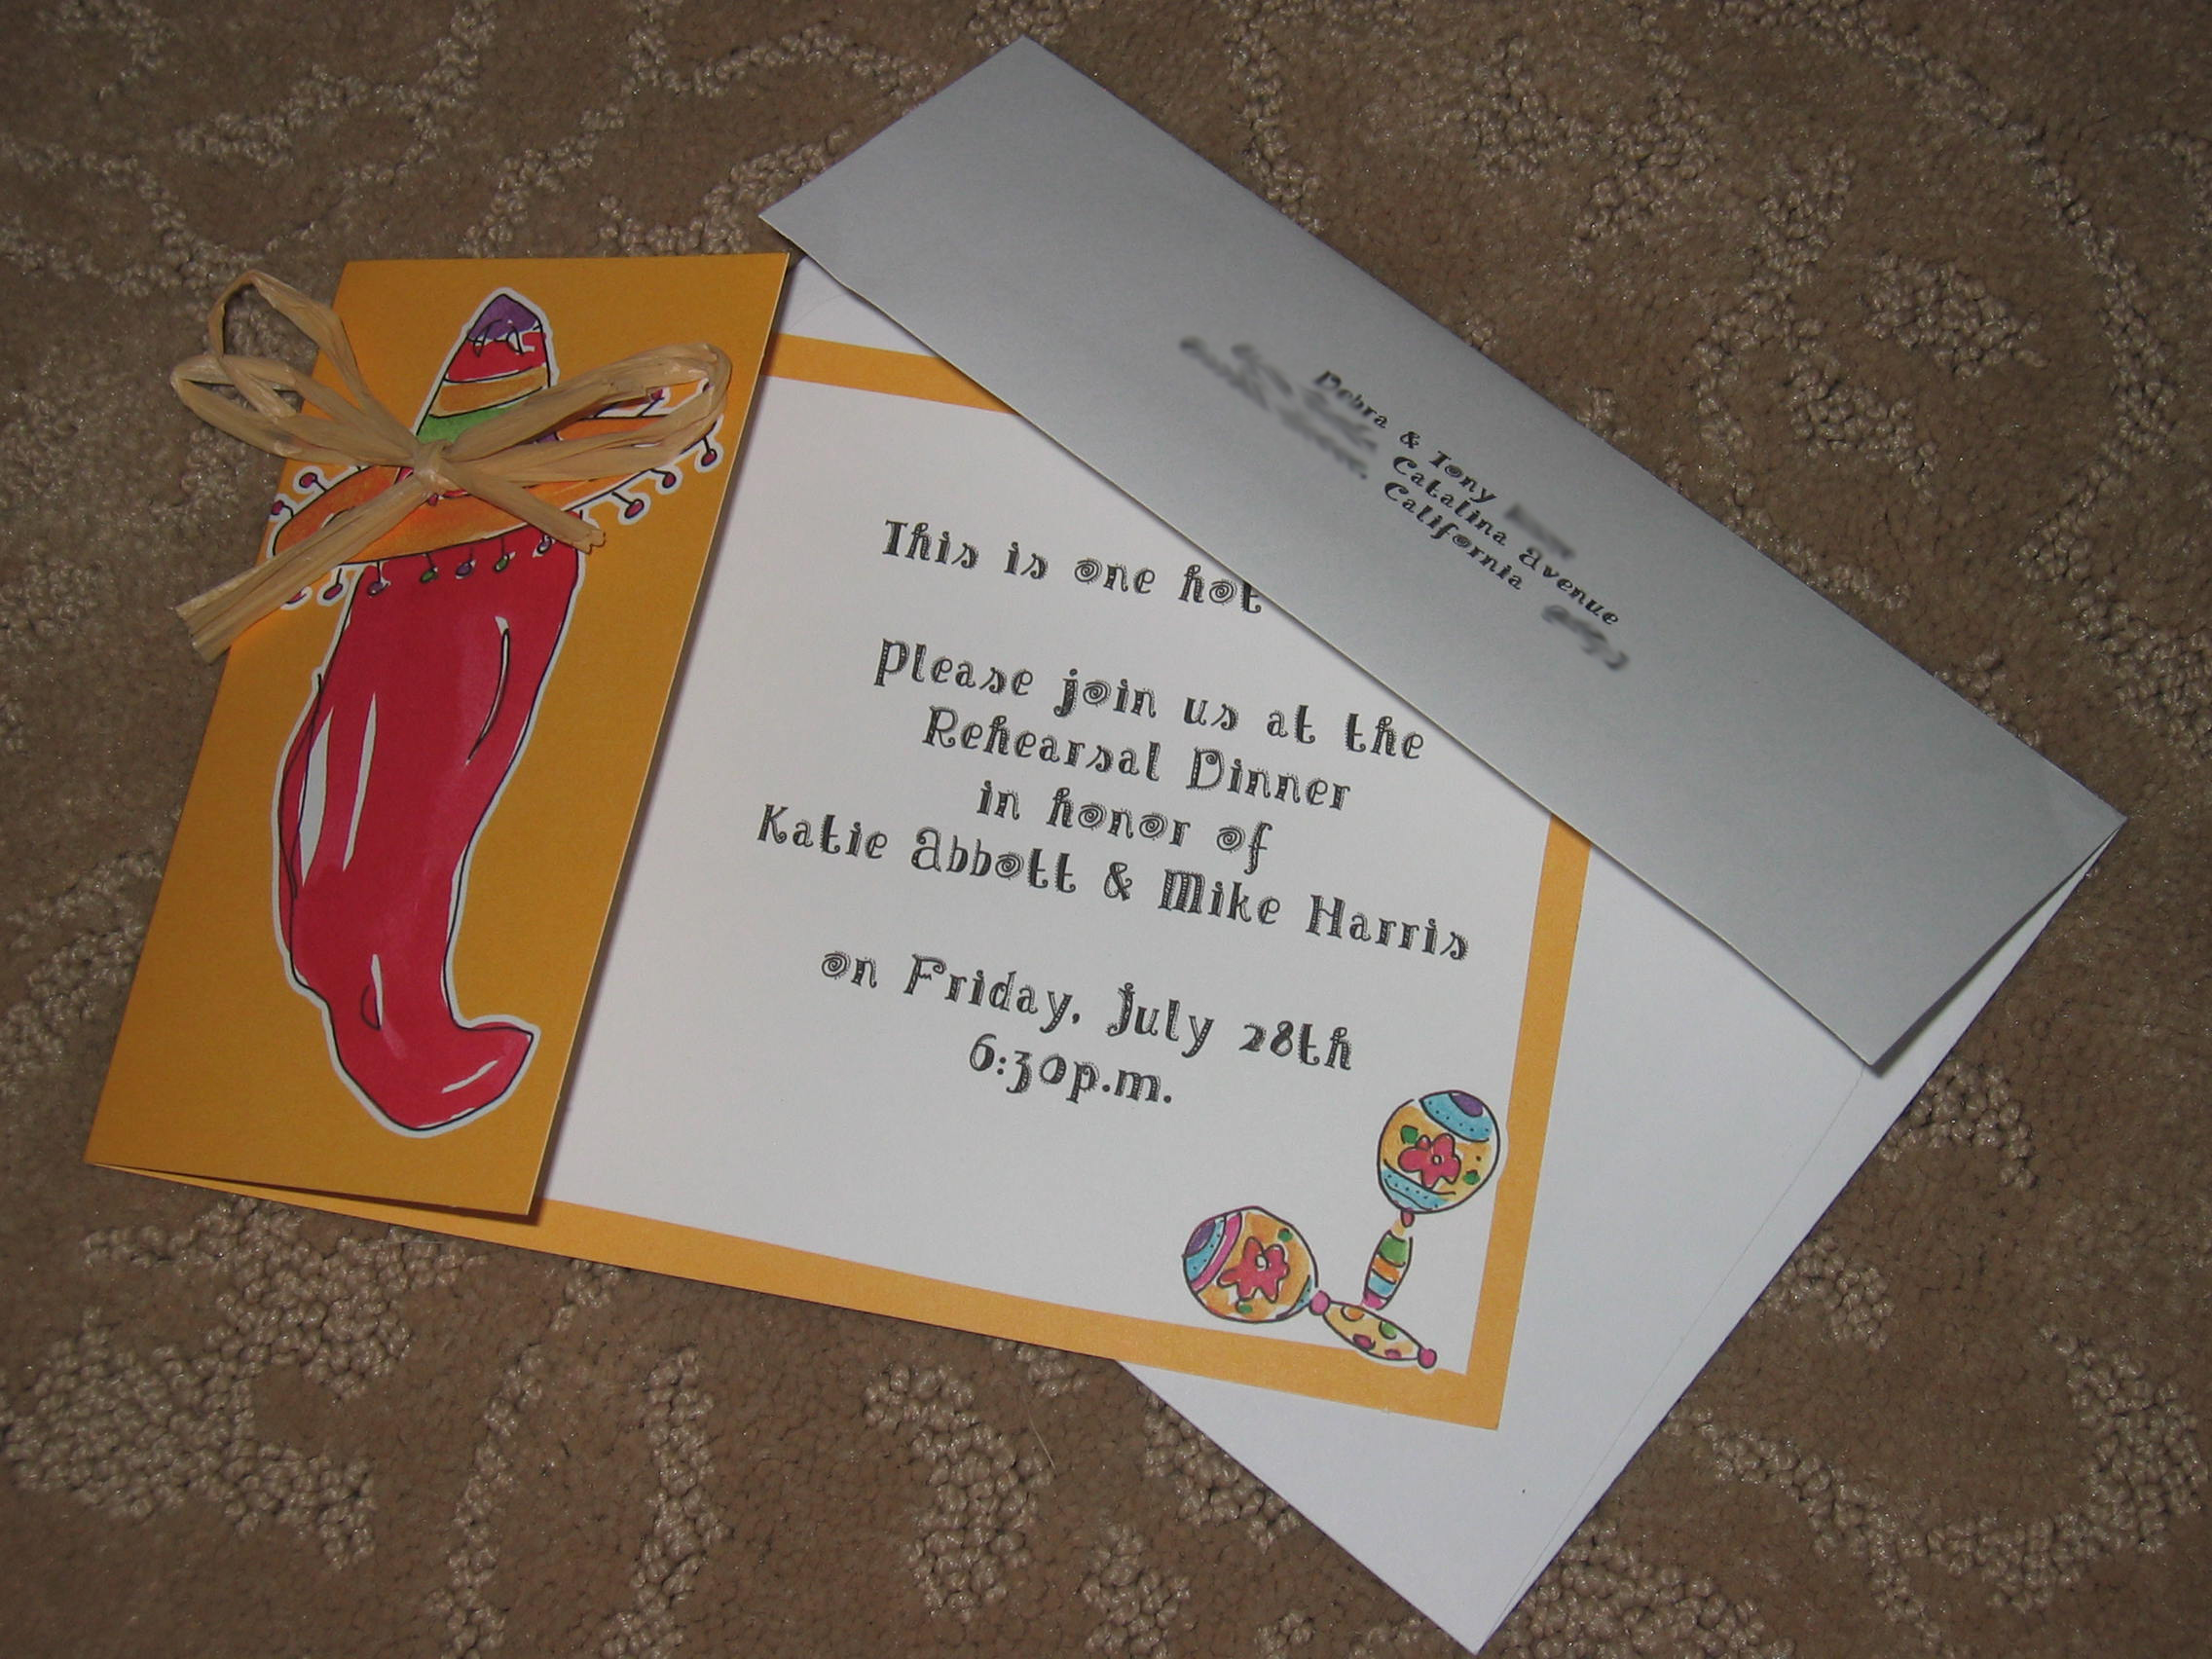 This is one hot
Please join us at the
Rehearsal Dinner
in honor of
Katie Abbott & Mike Harris
on Friday, July 28th
6:30p.m.
Debra & Tony
Catalina Avenue
California